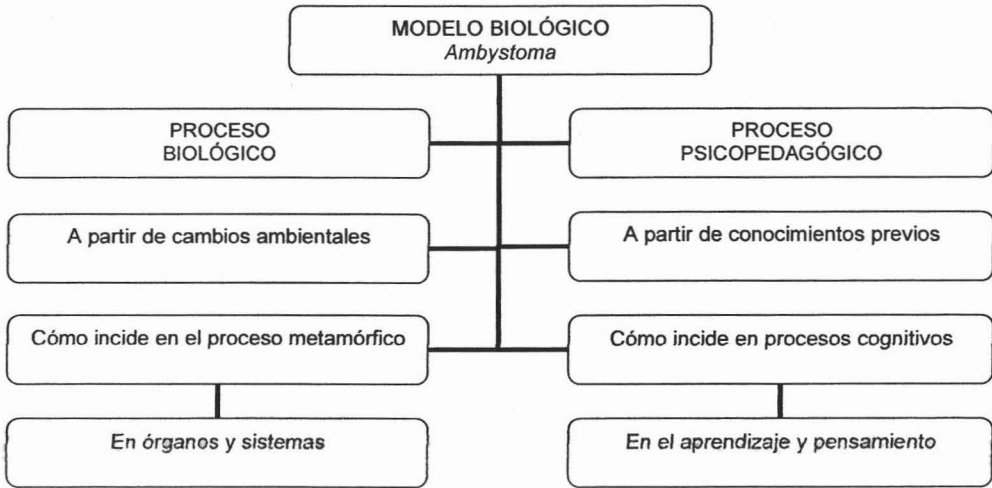 MODELO BIOLÓGICO
Ambystoma
PROCESO
BIOLÓGICO
PROCESO
PSICOPEDAGÓGICO
A partir de cambios ambientales
A partir de conocimientos previos
Cómo incide en el proceso metamórfico
Cómo incide en procesos cognitivos
En órganos y sistemas
En el aprendizaje y pensamiento